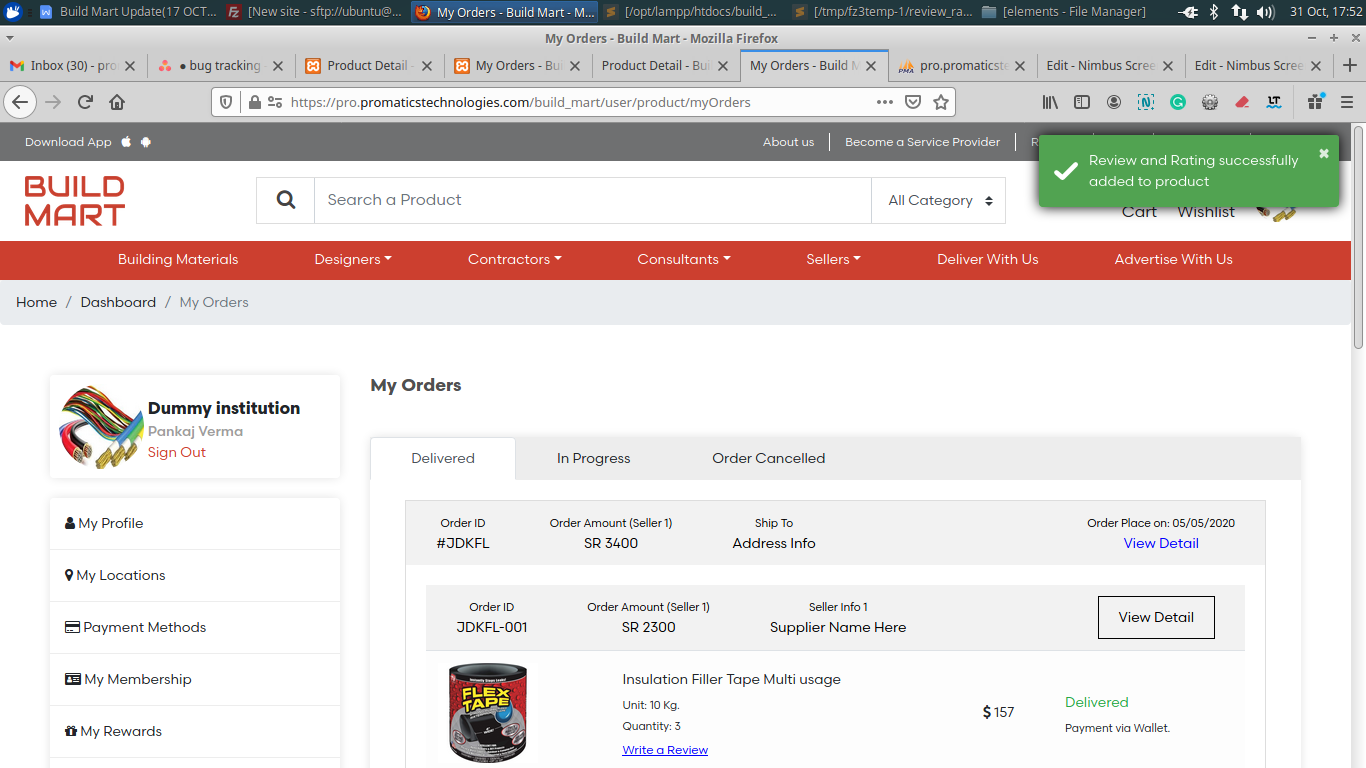 Build Mart Update(17 OCT...
[New site - sftp://ubuntu@...
My Orders - Build Mart - M...
[/opt/lampp/htdocs/build_...
[/tmp/fz3temp-1/review_ra...
[elements - File Manager]
31 Oct, 17:52
My Orders - Build Mart - Mozilla Firefox
Inbox (30) - pro
• bug tracking
Product Detail -
My Orders - Bu
Product Detail - Bui
My Orders - Build M
pro.promaticste
Edit - Nimbus Scree
Edit - Nimbus Scree
https://pro.promaticstechnologies.com/build_mart/user/product/myOrders
Download App
About us
Become a Service Provider
Review and Rating successfully
added to product
BUILD
MART
Search a Product
All Category
Cart
Wishlist
Building Materials
Designers
Contractors
Consultants
Sellers
Deliver With Us
Advertise With Us
Home / Dashboard / My Orders
Dummy institution
Pankaj Verma
Sign Out
My Profile
My Locations
Payment Methods
My Membership
My Rewards
My Orders
Delivered
In Progress
Order Cancelled
Order ID
#JDKFL
Order Amount (Seller 1)
SR 3400
Ship To
Address Info
Order Place on: 05/05/2020
View Detail
Order ID
JDKFL-001
Order Amount (Seller 1)
SR 2300
Seller Info 1
Supplier Name Here
View Detail
FLEX
TAPE
Insulation Filler Tape Multi usage
Unit: 10 Kg.
Quantity: 3
Write a Review
$ 157
Delivered
Payment via Wallet.